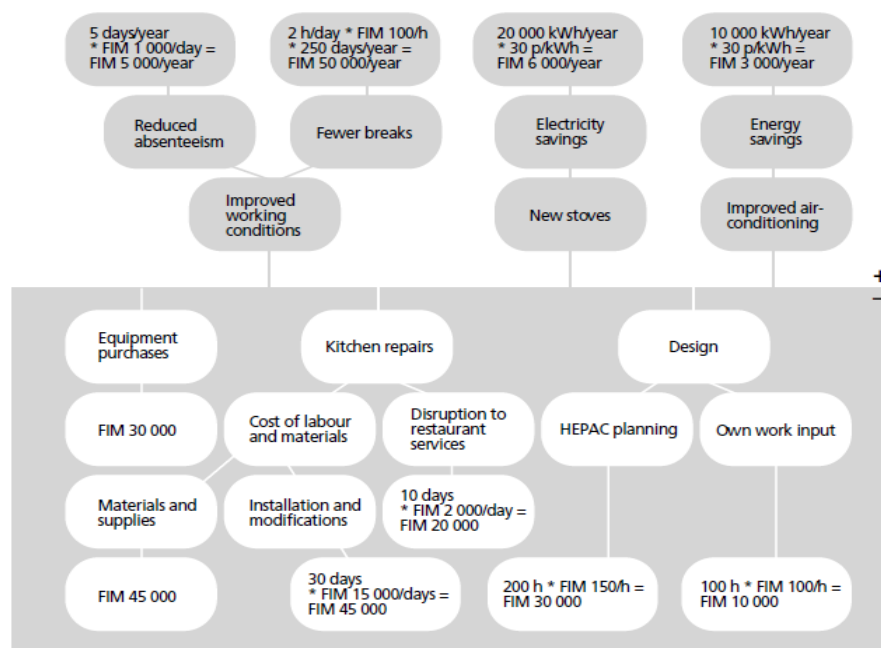 5 days/year
* FIM 1 000/day =
FIM 5 000/year
2 h/day * FIM 100/h
* 250 days/year =
FIM 50 000/year
20 000 kWh/year
* 30 p/kWh =
FIM 6 000/year
10 000 kWh/year
* 30 p/kWh =
FIM 3 000/year
Reduced
absenteeism
Fewer breaks
Electricity
savings
Energy
savings
Improved
working
conditions
New stoves
Improved air-
conditioning
+
–
Equipment
purchases
Kitchen repairs
Design
FIM 30 000
Cost of labour
and materials
Disruption to
restaurant
services
HEPAC planning
Own work input
Materials and
supplies
Installation and
modifications
10 days
* FIM 2 000/day =
FIM 20 000
FIM 45 000
30 days
* FIM 15 000/days =
FIM 45 000
200 h * FIM 150/h =
FIM 30 000
100 h * FIM 100/h =
FIM 10 000